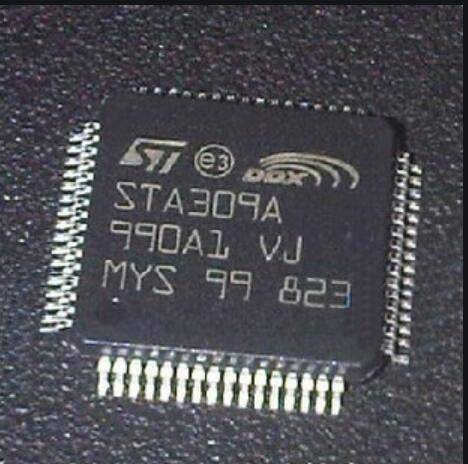 ST e3 DDX
STA309A
990A1 VJ
MYS 99 823